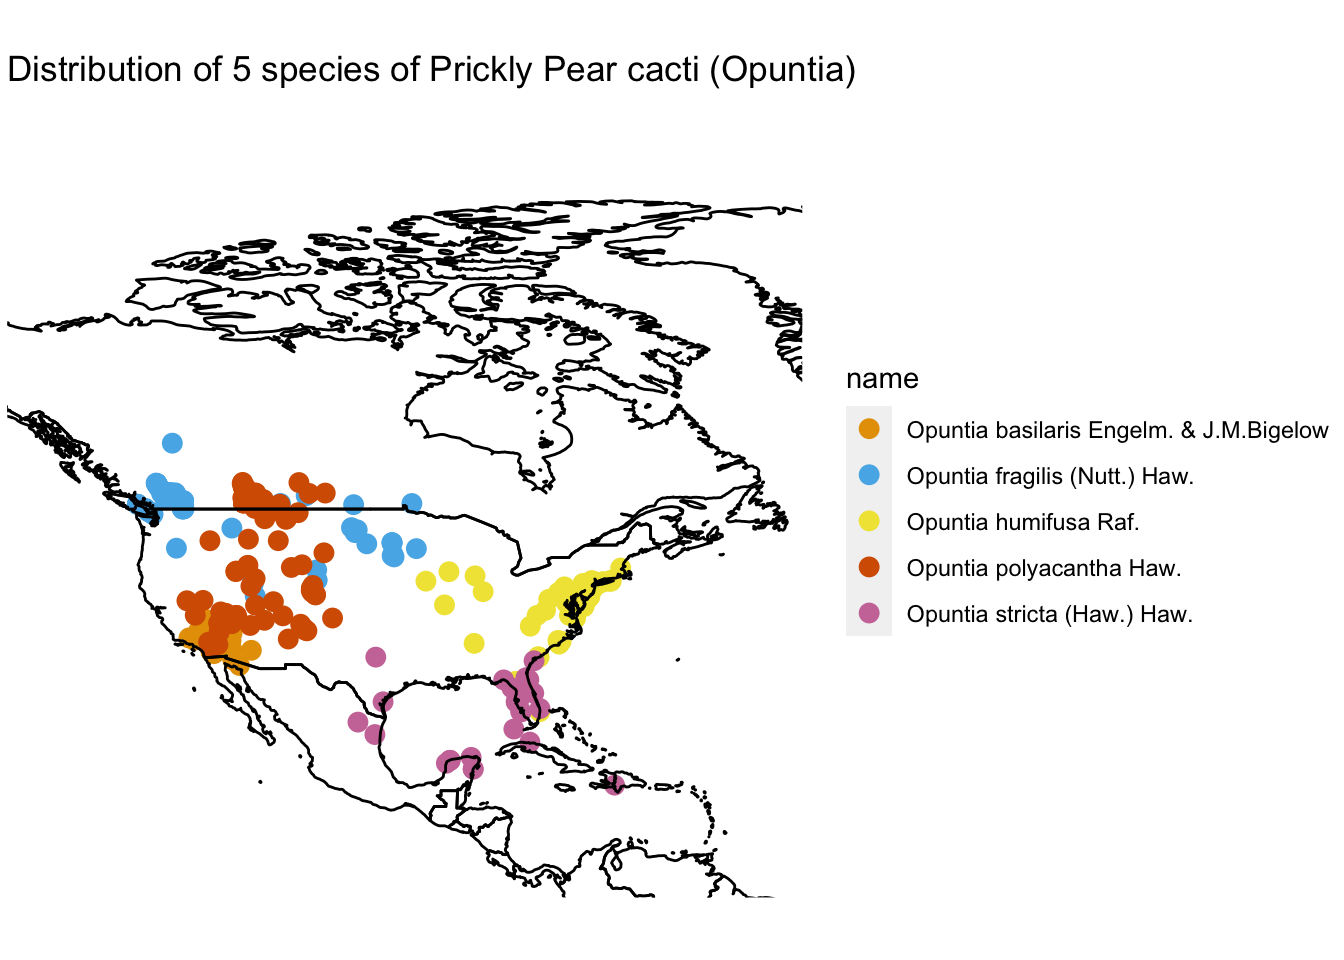 Distribution of 5 species of Prickly Pear cacti (Opuntia)
name
Opuntia basilaris Engelm. & J.M.Bigelow
Opuntia fragilis (Nutt.) Haw.
Opuntia humifusa Raf.
Opuntia polyacantha Haw.
Opuntia stricta (Haw.) Haw.